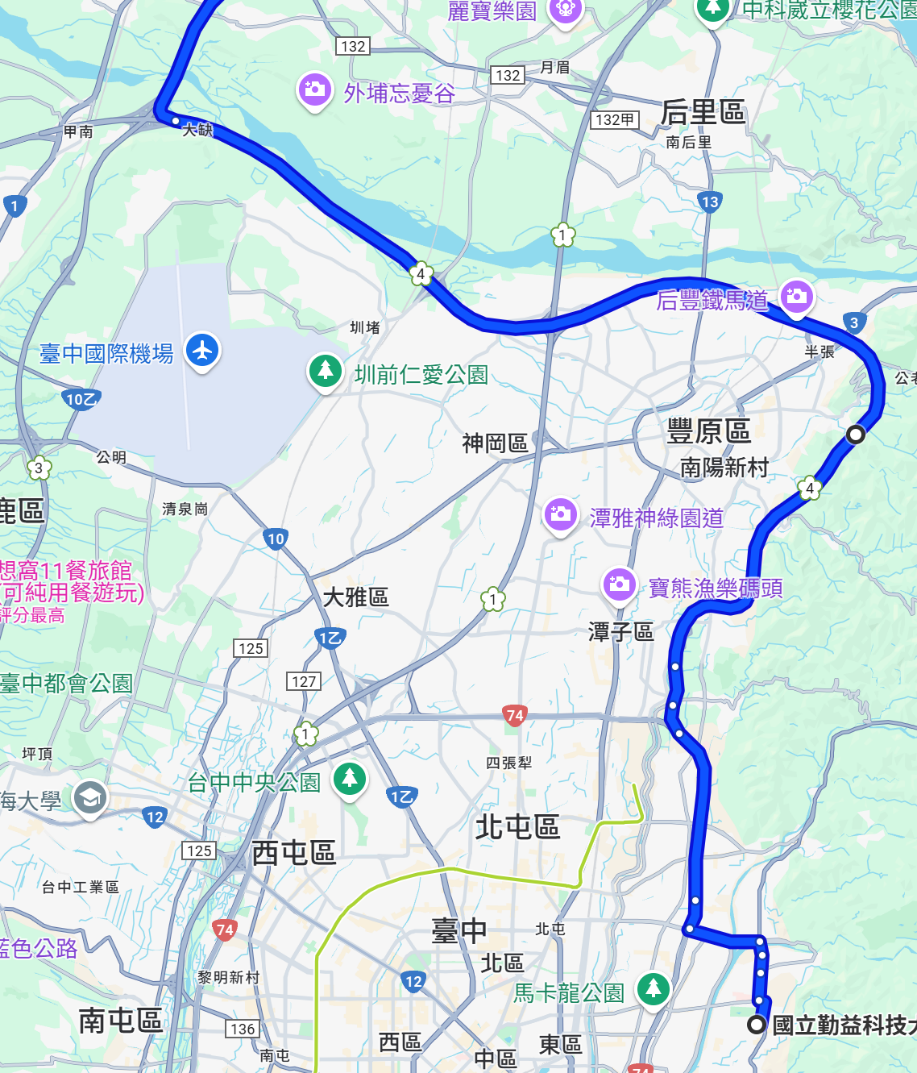 麗寶樂園
中科崴立櫻花公園
132
132
月眉
外埔忘憂谷
132甲
后里區
南后里
甲南
大缺
1
13
1
4
后豐鐵馬道
3
圳堵
半張
臺中國際機場
圳前仁愛公園
公老
10乙
豐原區
神岡區
南陽新村
公明
3
4
鹿區
清泉崗
潭雅神綠園道
10
想窩11餐旅館
(可純用餐遊玩)
評分最高
大雅區
1
寶熊漁樂碼頭
1乙
潭子區
125
127
臺中都會公園
74
1
坪頂
四張犁
台中中央公園
海大學
1乙
12
北屯區
125
西屯區
台中工業區
74
臺中
北屯
藍色公路
北區
黎明新村
12
馬卡龍公園
南屯區
136
國立勤益科技大
西區
東區
南屯
中區
74